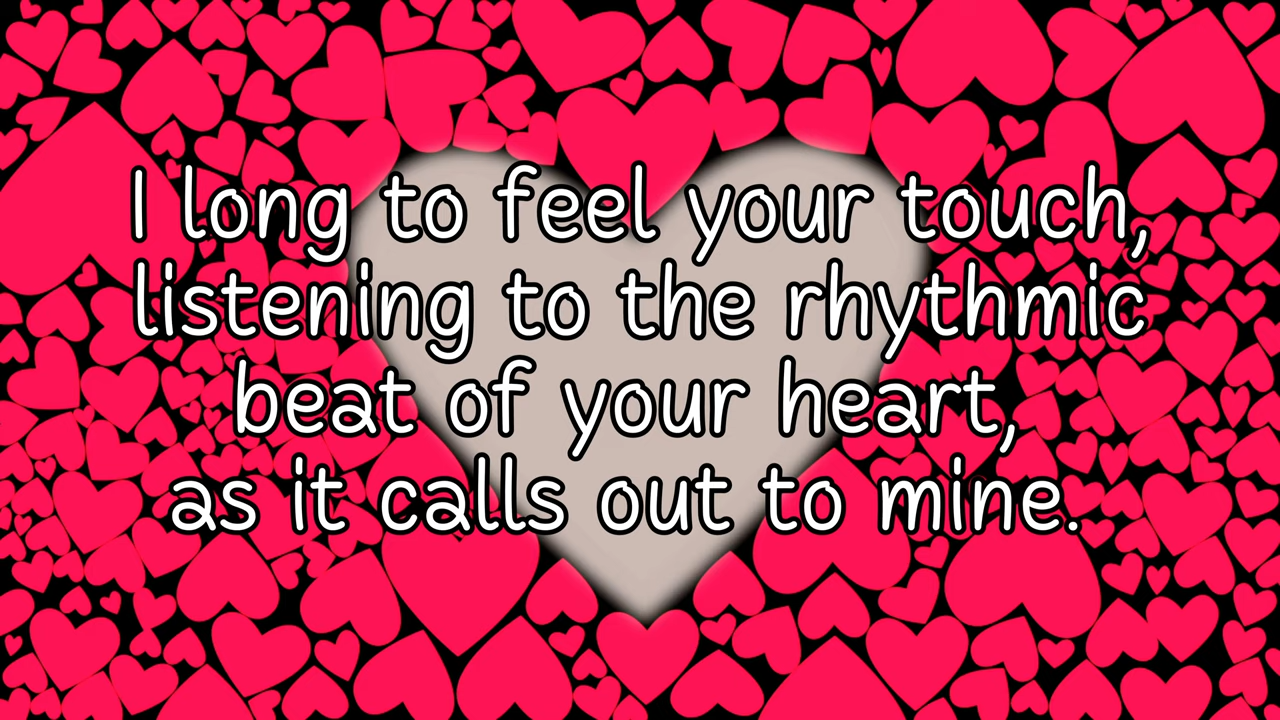 I long to feel your touch,
listening to the rhythmic
beat of your heart,
as it calls out to mine.